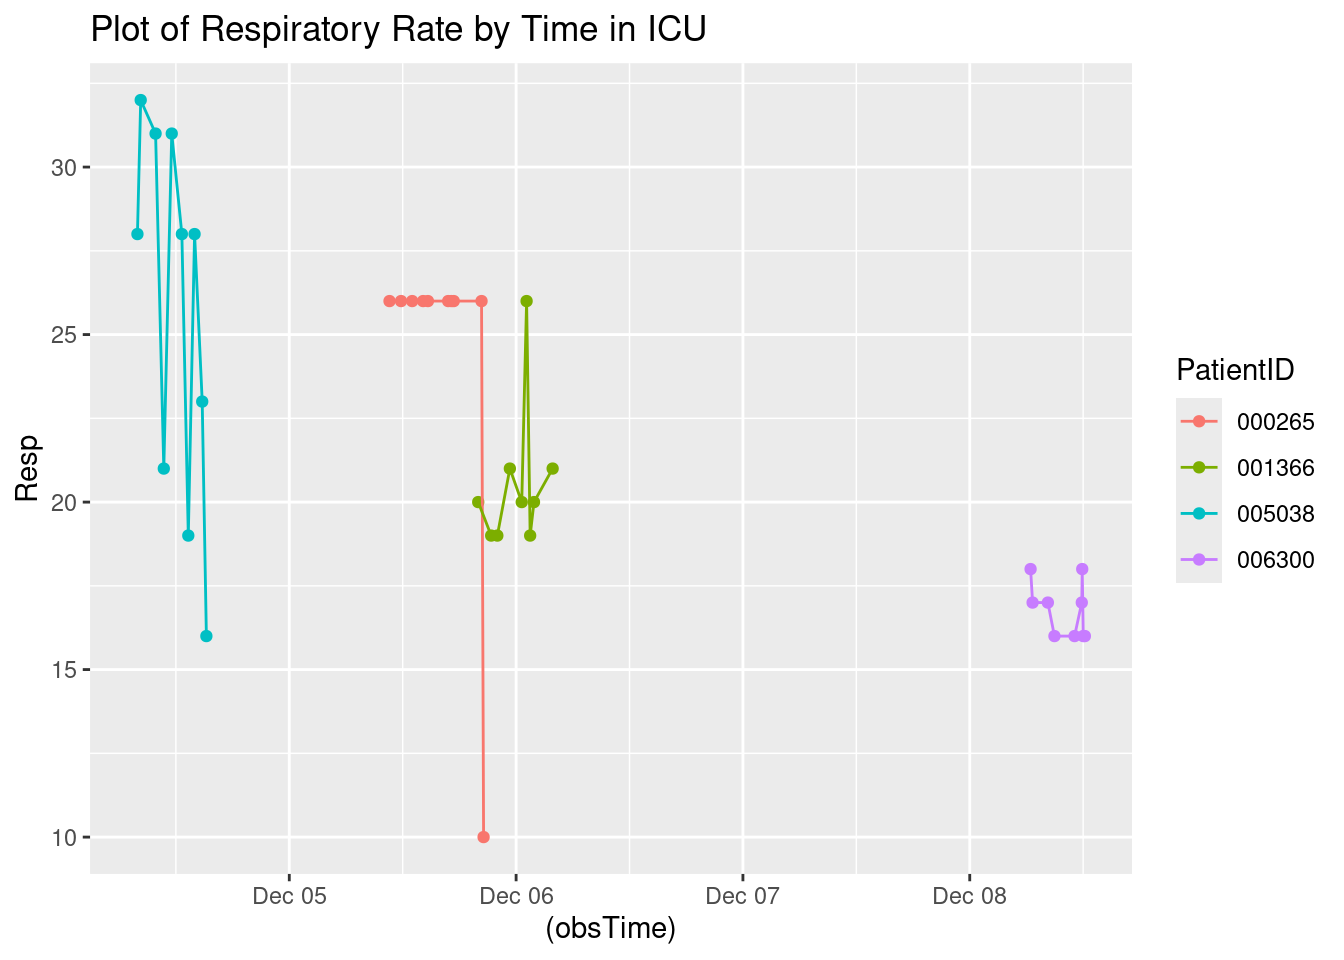 Plot of Respiratory Rate by Time in ICU
Resp
30
25
20
15
10
Dec 05
Dec 06
Dec 07
Dec 08
(obsTime)
PatientID
000265
001366
005038
006300